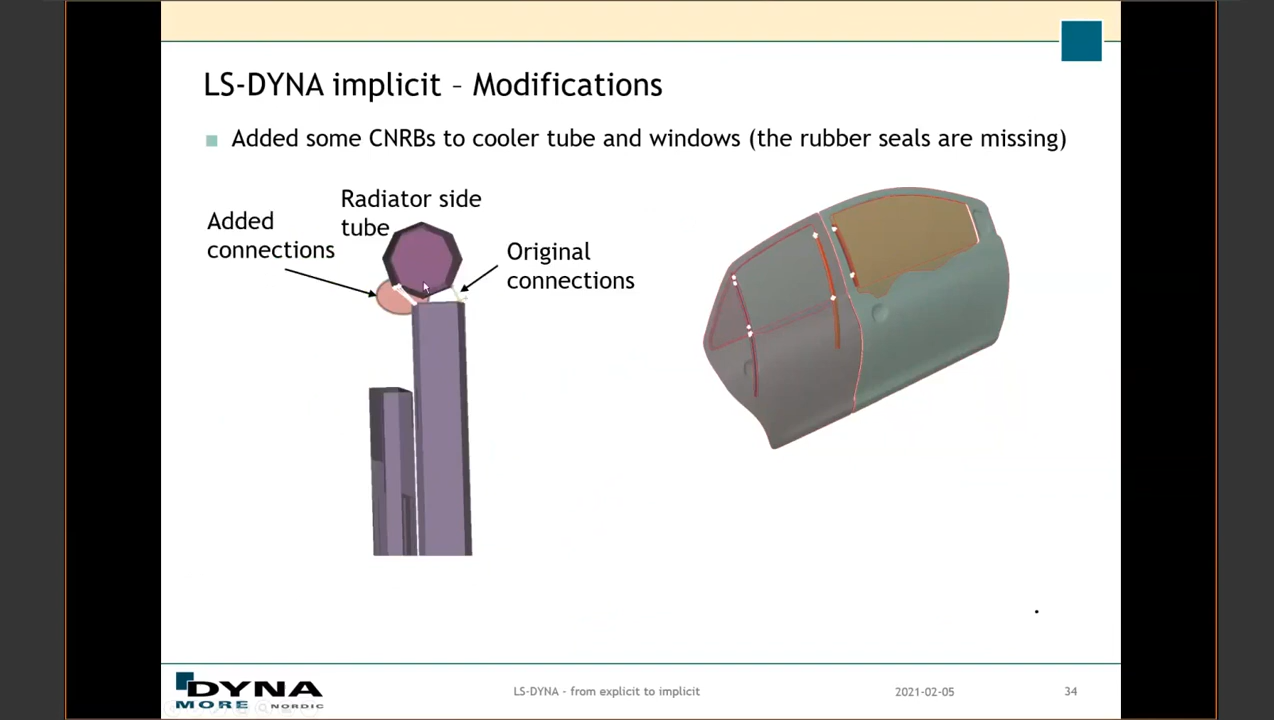 LS-DYNA implicit – Modifications
Added some CNRBs to cooler tube and windows (the rubber seals are missing)
Radiator side
tube
Added
connections
Original
connections
DYNA
MORE NORDIC
LS-DYNA - from explicit to implicit
2021-02-05
34